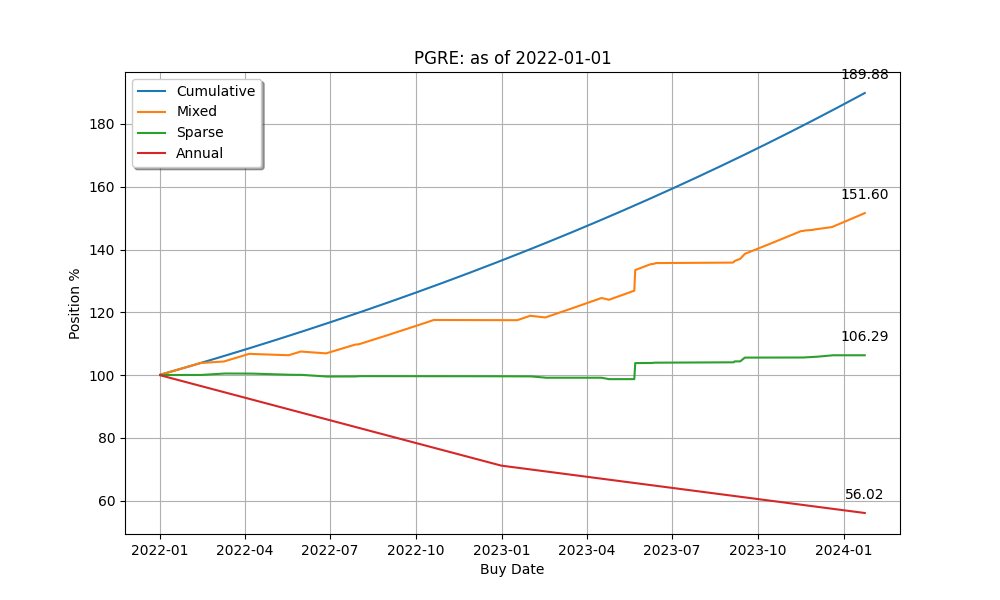 PGRE: as of 2022-01-01
189.88
Cumulative
Mixed
Sparse
Annual
180
160
151.60
140
120
106.29
100
80
60
56.02
Position %
2022-01 2022-04 2022-07 2022-10 2023-01 2023-04 2023-07 2023-10 2024-01
Buy Date